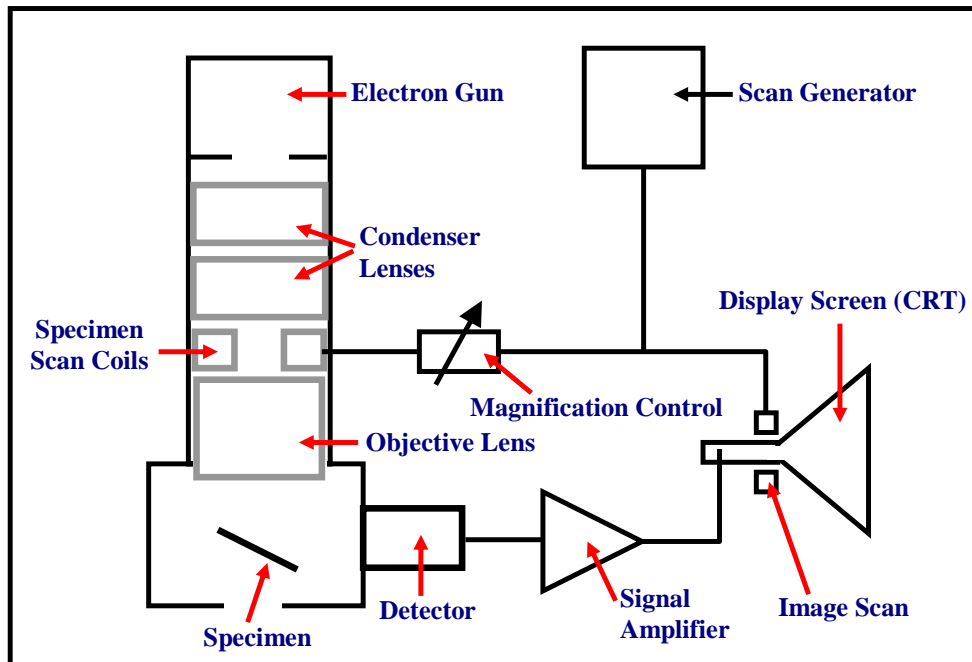 Electron Gun
Scan Generator
Condenser
Lenses
Display Screen (CRT)
Specimen
Scan Coils
Magnification Control
Objective Lens
Detector
Signal
Amplifier
Image Scan
Specimen